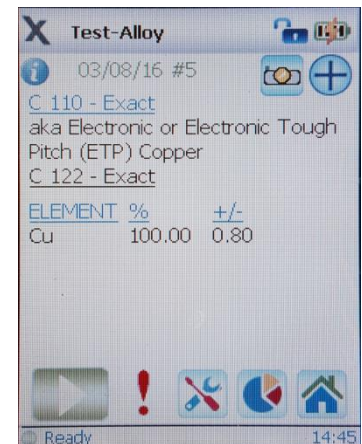 X Test-Alloy
03/08/16 #5
C 110 - Exact
aka Electronic or Electronic Tough
Pitch (ETP) Copper
C 122 - Exact
ELEMENT % +/-
Cu 100.00 0.80
Ready 14:45